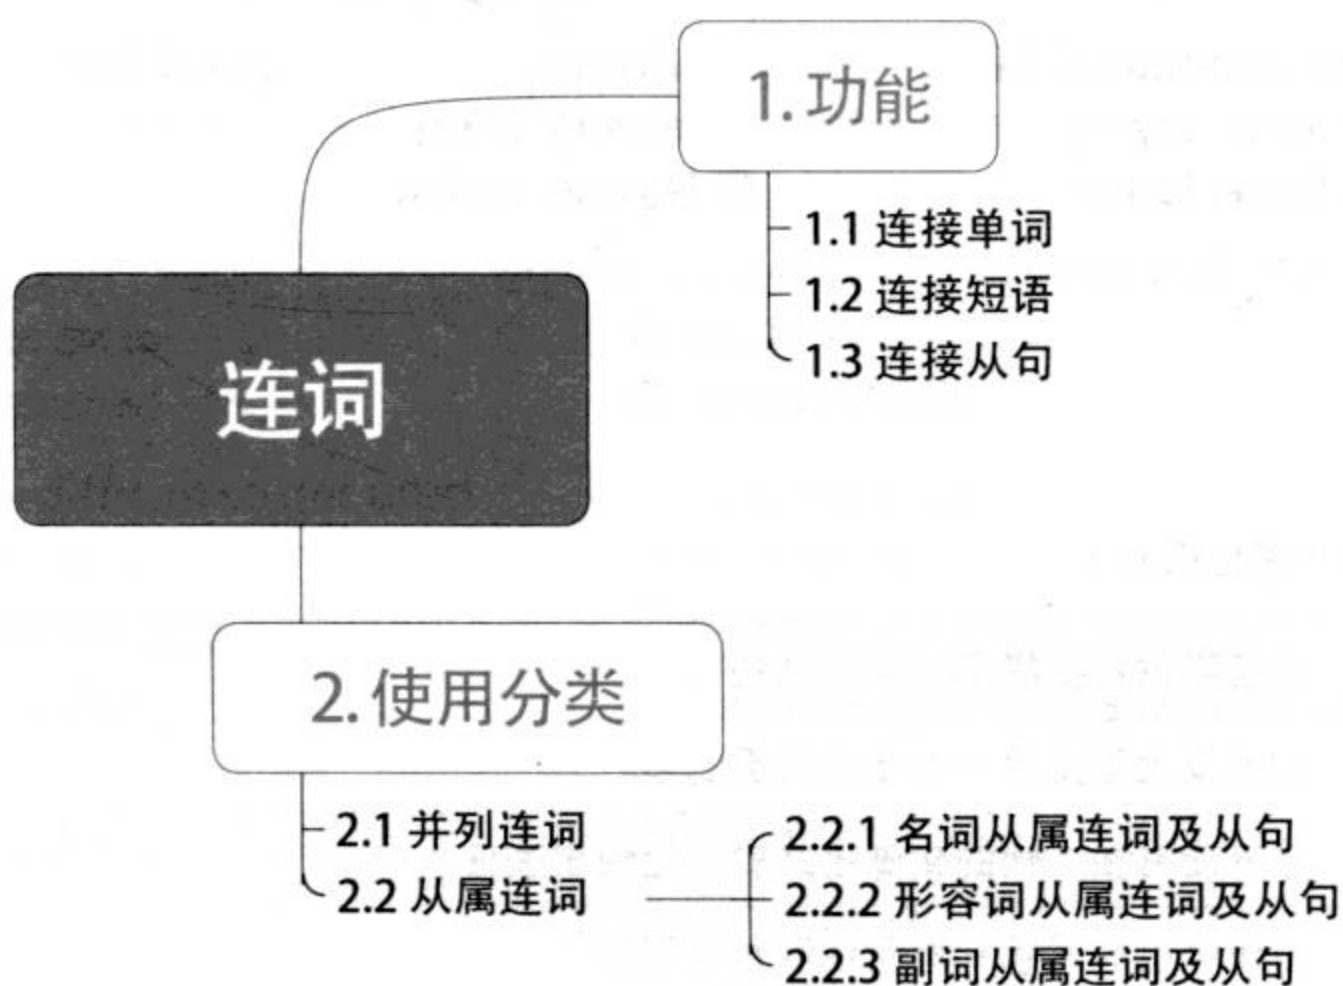 1. 功能
1.1 连接单词
1.2 连接短语
1.3 连接从句
连词
2. 使用分类
2.1 并列连词
2.2 从属连词
2.2.1 名词从属连词及从句
2.2.2 形容词从属连词及从句
2.2.3 副词从属连词及从句